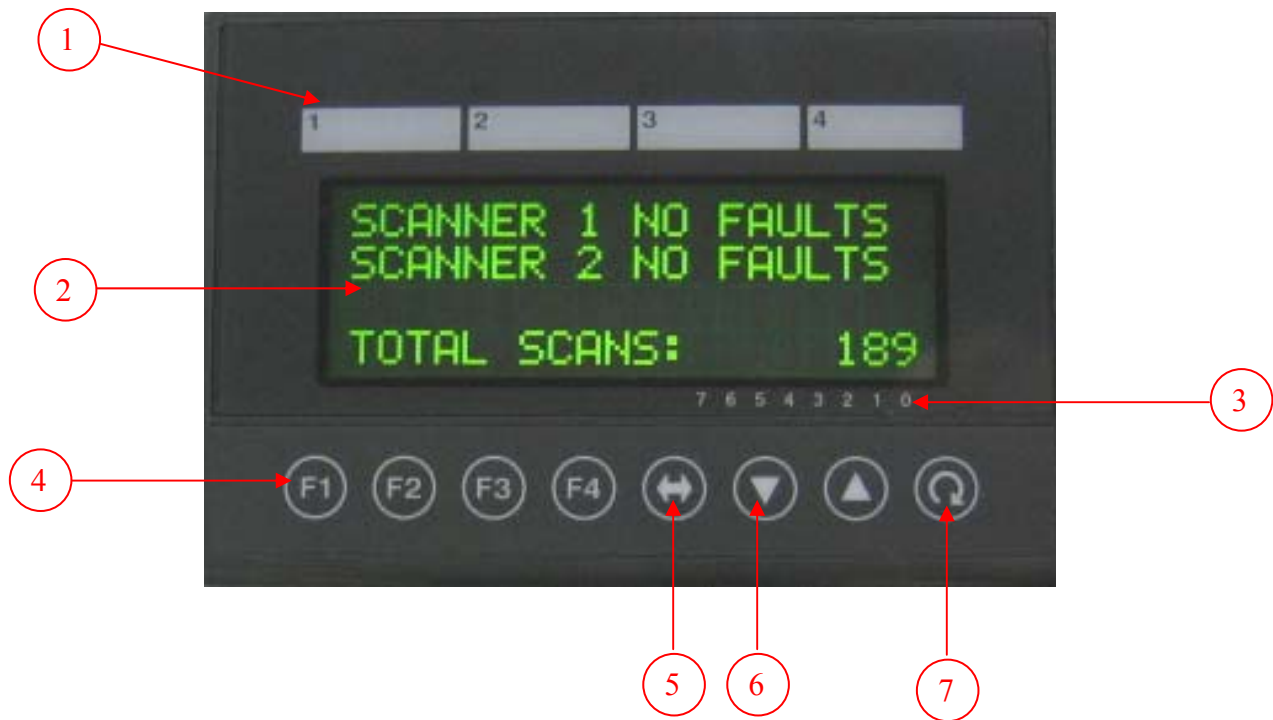 1
1 2 3 4
SCANNER 1 NO FAULTS
SCANNER 2 NO FAULTS
2
TOTAL SCANS: 189
7 6 5 4 3 2 1 0
3
4
F1 F2 F3 F4
5 6 7